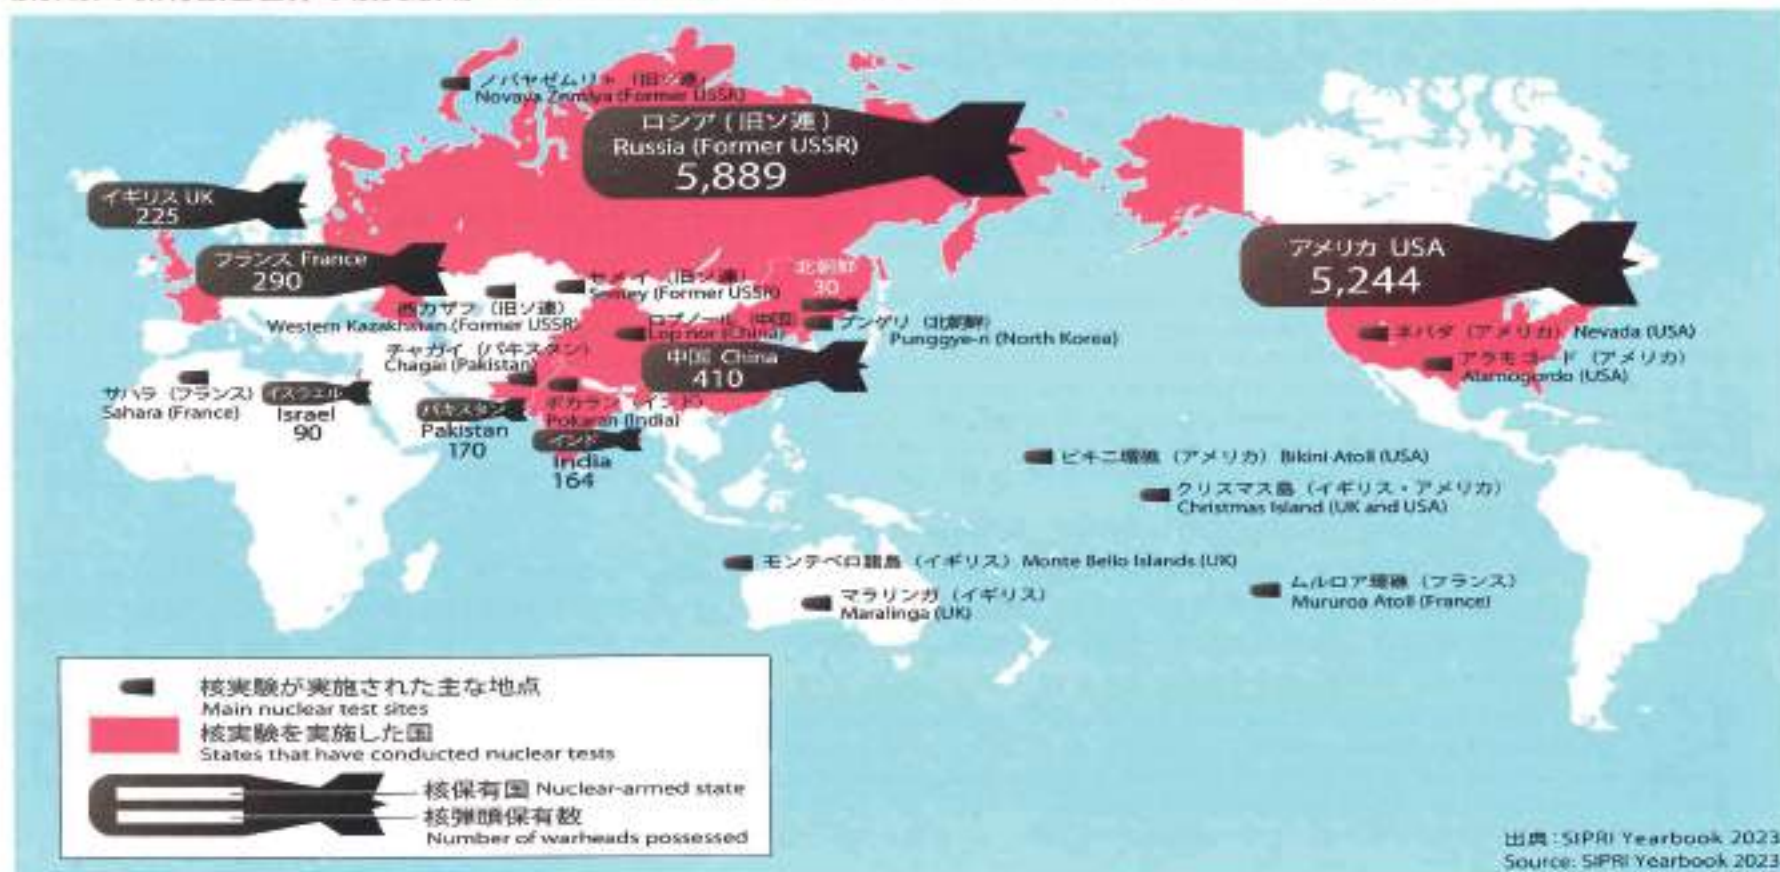 ノバヤゼムリャ（旧ソ連）
Novaya Zemlya (Former USSR)
ロシア（旧ソ連）
Russia (Former USSR)
5,889
イギリス UK
225
フランス France
290
アメリカ USA
5,244
セメイ（旧ソ連）
Semey (Former USSR)
北朝鮮
30
西カザフ（旧ソ連）
Western Kazakhstan (Former USSR)
ロプノール（中国）
Lop nor (China)
プンゲリ（北朝鮮）
Punggye-ri (North Korea)
ネバダ（アメリカ）Nevada (USA)
アラモゴード（アメリカ）
Alamogordo (USA)
チャガイ（パキスタン）
Chagai (Pakistan)
中国 China
410
サハラ（フランス）
Sahara (France)
イスラエル
Israel
90
パキスタン
Pakistan
170
ポカラン（インド）
Pokaran (India)
インド
India
164
ビキニ環礁（アメリカ）Bikini Atoll (USA)
クリスマス島（イギリス・アメリカ）
Christmas Island (UK and USA)
モンテベロ諸島（イギリス）Monte Bello Islands (UK)
マラリンガ（イギリス）
Maralinga (UK)
ムルロア環礁（フランス）
Mururoa Atoll (France)
核実験が実施された主な地点
Main nuclear test sites
核実験を実施した国
States that have conducted nuclear tests
核保有国 Nuclear-armed state
核弾頭保有数
Number of warheads possessed
出典：SIPRI Yearbook 2023
Source: SIPRI Yearbook 2023